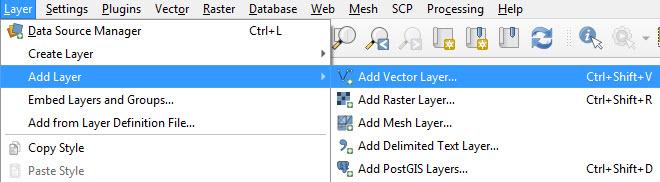 Layer Settings Plugins Vector Raster Database Web Mesh SCP Processing Help
Data Source Manager Ctrl+L
Create Layer
Add Layer
Embed Layers and Groups...
Add from Layer Definition File...
Copy Style
Paste Style
Add Vector Layer... Ctrl+Shift+V
Add Raster Layer... Ctrl+Shift+R
Add Mesh Layer...
Add Delimited Text Layer...
Add PostGIS Layers... Ctrl+Shift+D